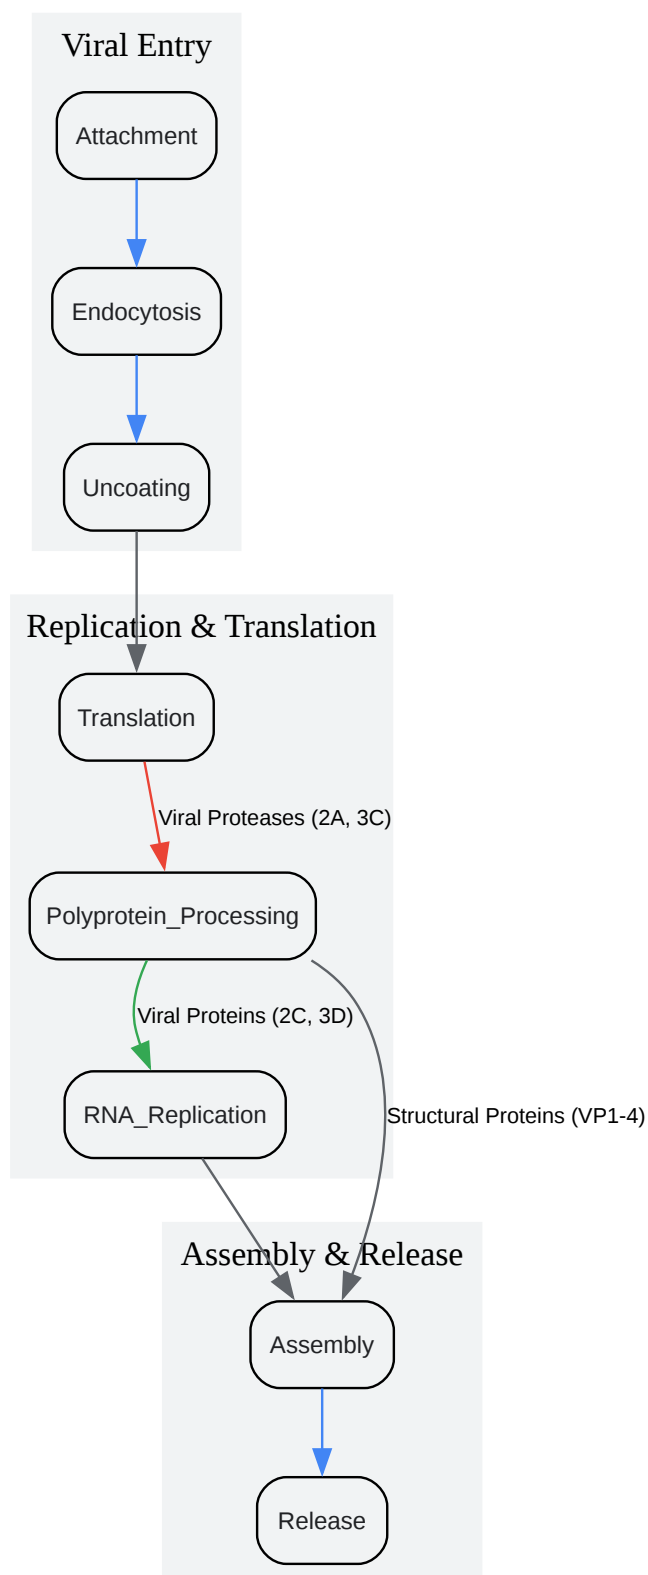 Viral Entry
Attachment
Endocytosis
Uncoating
Replication & Translation
Translation
Viral Proteases (2A, 3C)
Polyprotein_Processing
Viral Proteins (2C, 3D)
RNA_Replication
Structural Proteins (VP1-4)
Assembly & Release
Assembly
Release